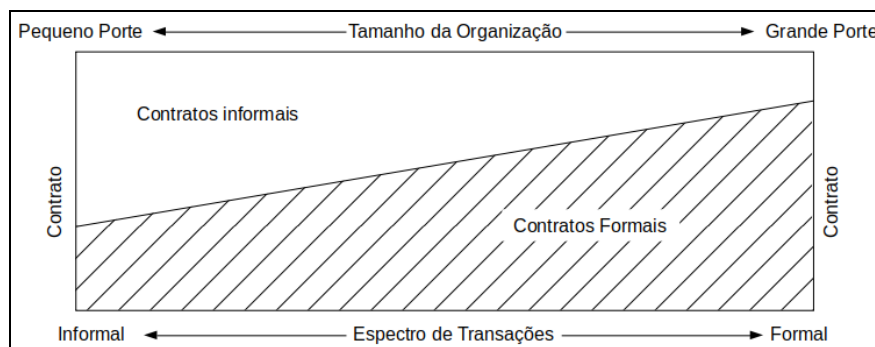 Pequeno Porte Tamanho da Organização Grande Porte
Contratos informais
Contrato
Contrato
Contratos Formais
Informal Espectro de Transações Formal